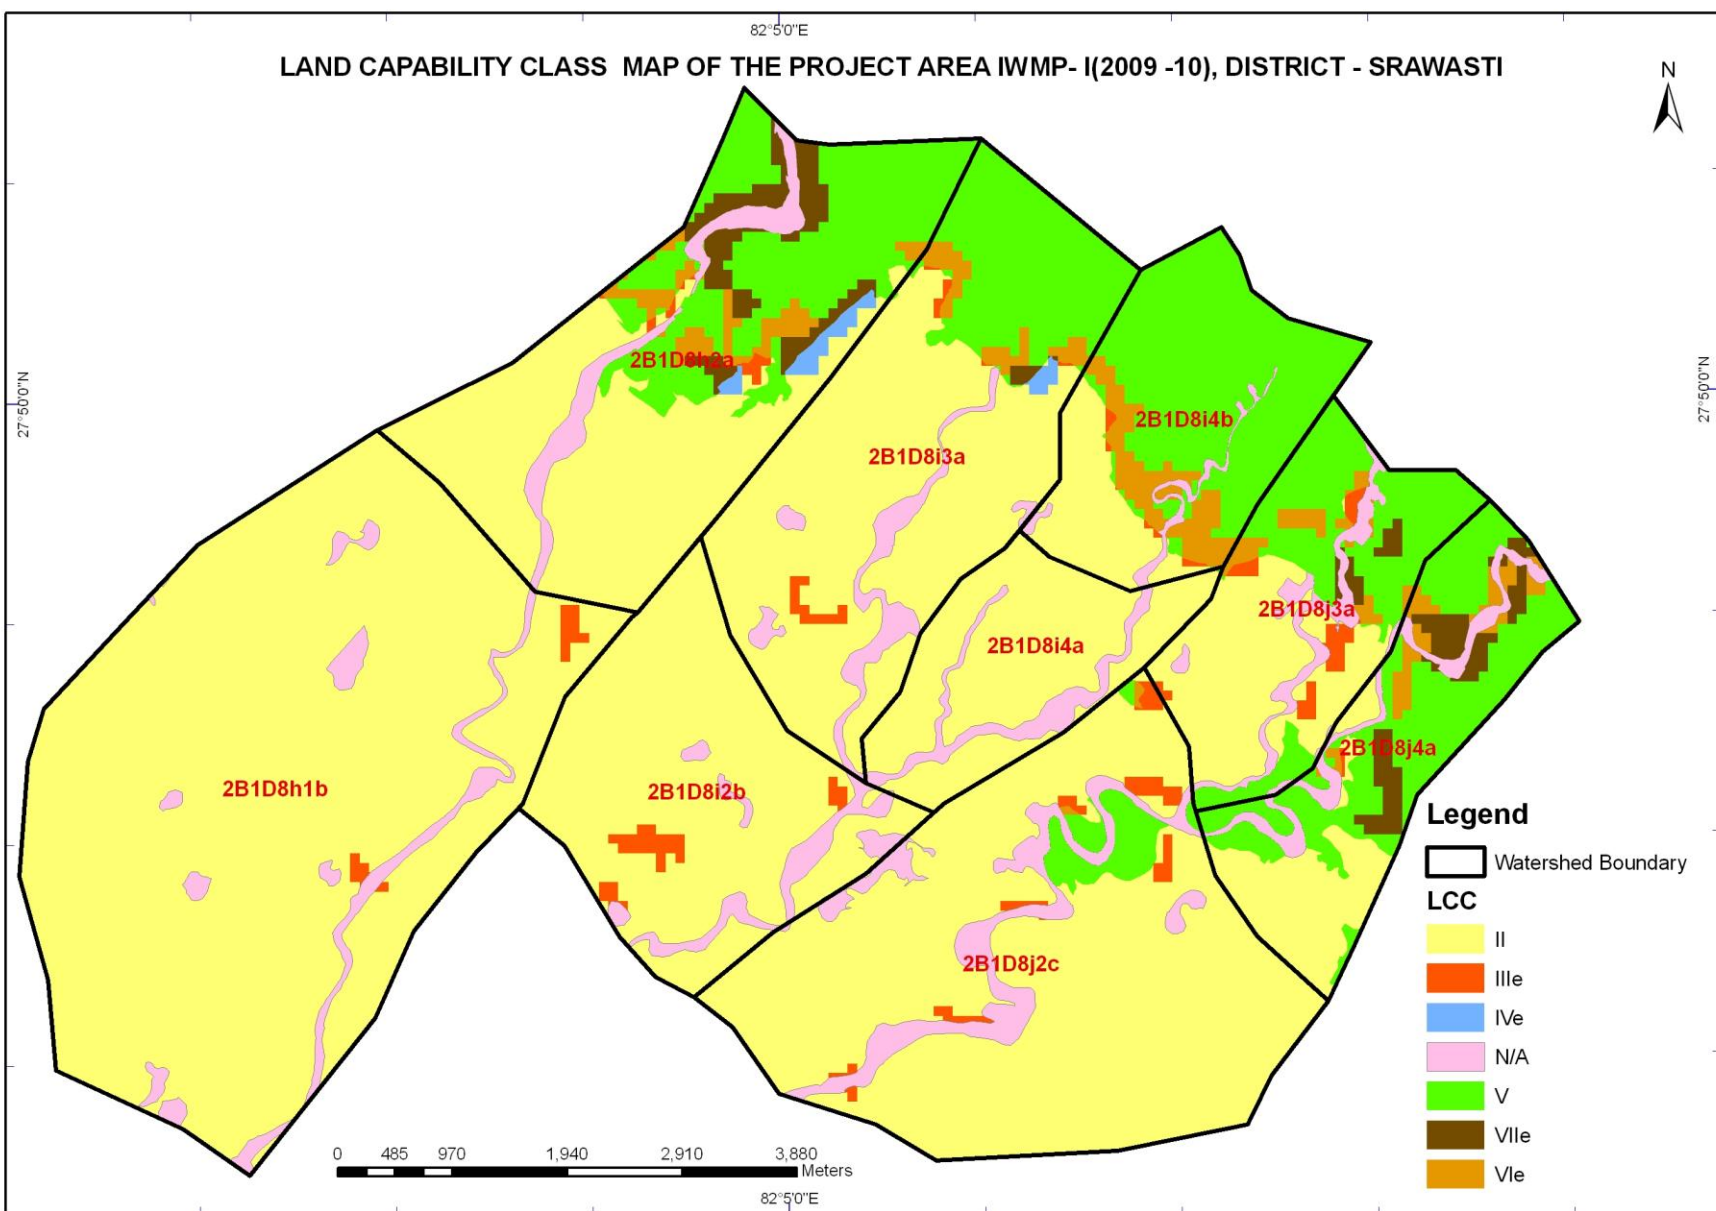 82°5'0"E
LAND CAPABILITY CLASS MAP OF THE PROJECT AREA IWMP- I(2009 -10), DISTRICT - SRAWASTI
N
2B1D8h2a
27°50'0"N
27°50'0"N
2B1D8i4b
2B1D8i3a
2B1D8j3a
2B1D8i4a
2B1D8j4a
2B1D8h1b
2B1D8i2b
2B1D8j2c
Legend
Watershed Boundary
LCC
II
IIIe
IVe
N/A
V
VIIe
VIe
0 485 970 1,940 2,910 3,880
Meters
82°5'0"E